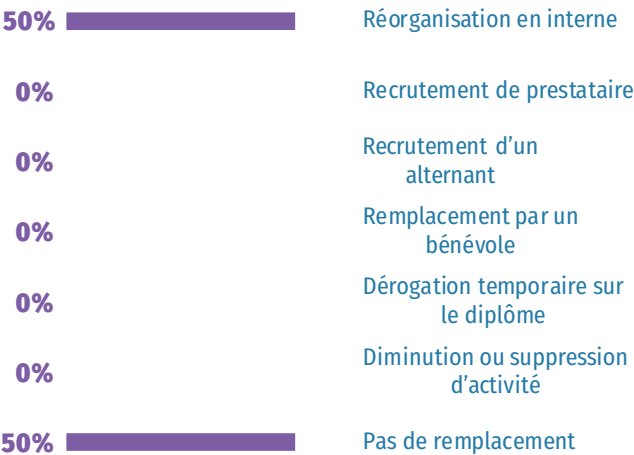 50% Réorganisation en interne
0% Recrutement de prestataire
0% Recrutement d'un
alternant
0% Remplacement par un
bénévole
0% Dérogation temporaire sur
le diplôme
0% Diminution ou suppression
d'activité
50% Pas de remplacement